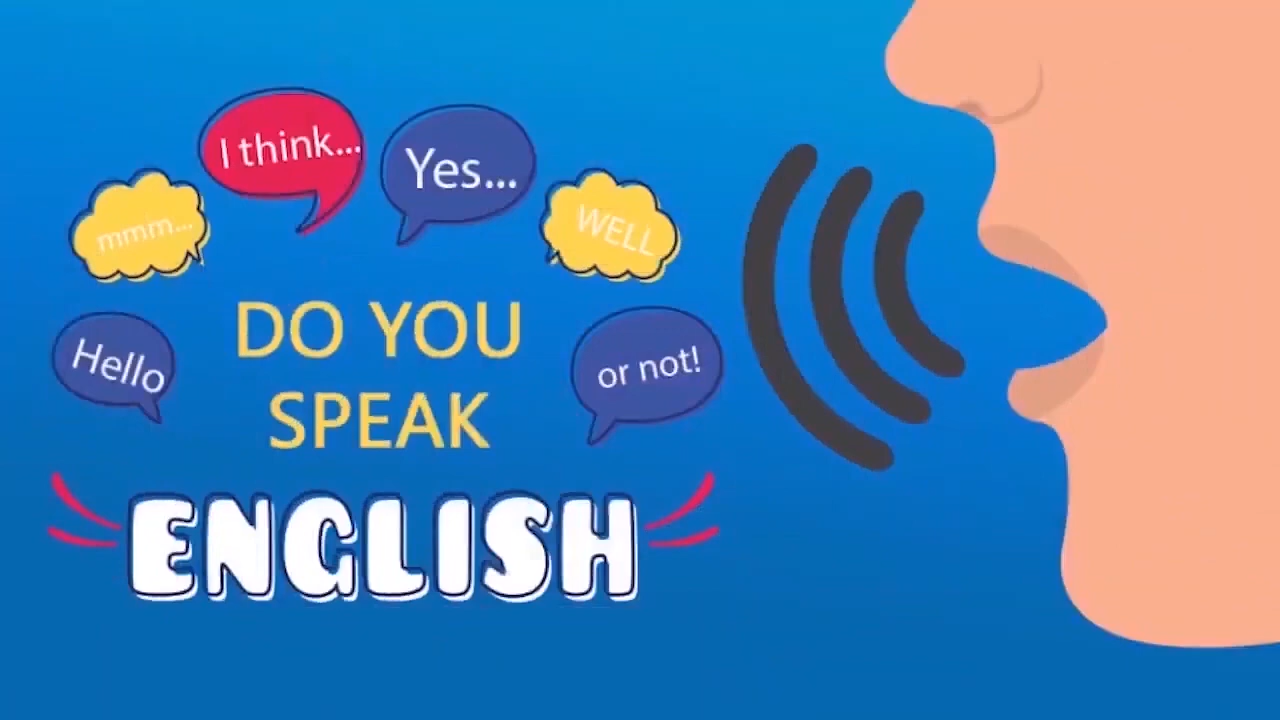 I think...
Yes...
mmm...
WELL
Hello
or not!
DO YOU
SPEAK
ENGLISH